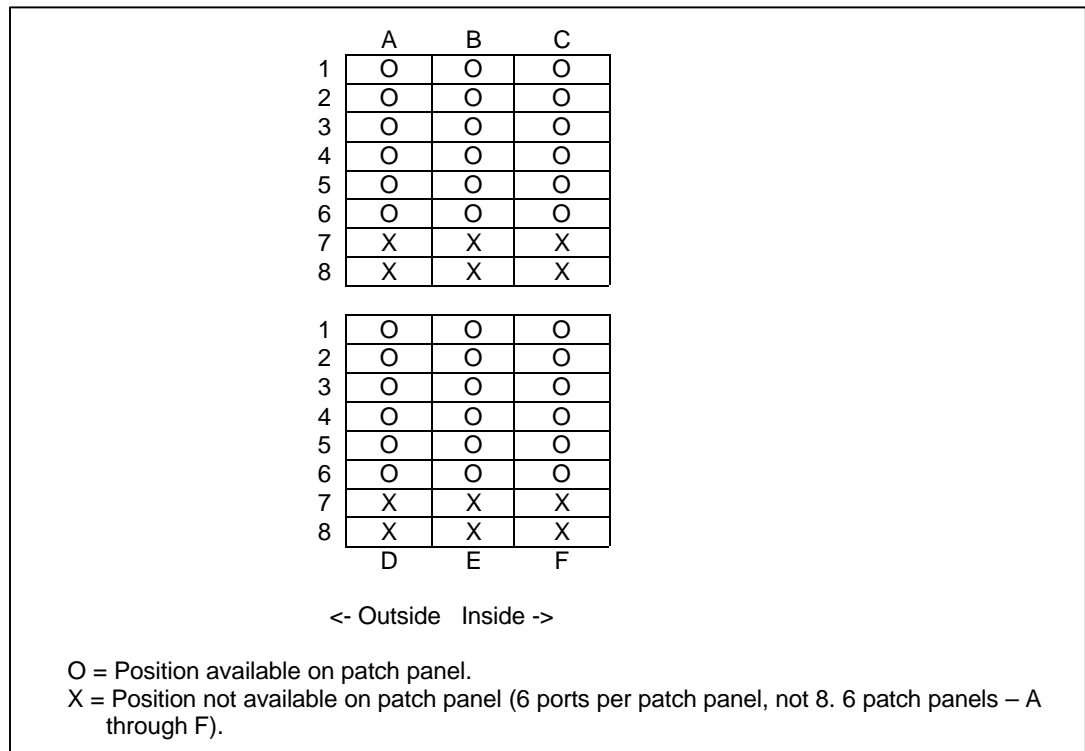 A B C
1 O O O
2 O O O
3 O O O
4 O O O
5 O O O
6 O O O
7 X X X
8 X X X
1 O O O
2 O O O
3 O O O
4 O O O
5 O O O
6 O O O
7 X X X
8 X X X
D E F
<- Outside Inside ->
O = Position available on patch panel.
X = Position not available on patch panel (6 ports per patch panel, not 8. 6 patch panels – A
through F).